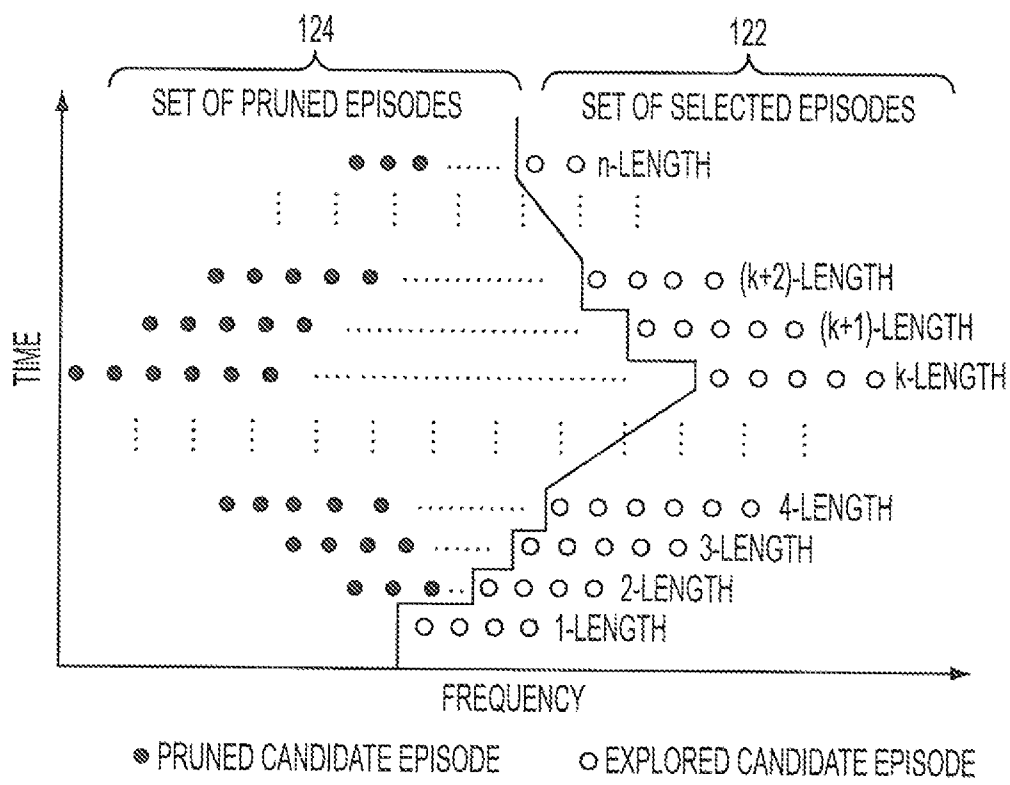 124
122
SET OF PRUNED EPISODES
SET OF SELECTED EPISODES
n-LENGTH
(k+2)-LENGTH
(k+1)-LENGTH
k-LENGTH
4-LENGTH
3-LENGTH
2-LENGTH
1-LENGTH
TIME
FREQUENCY
PRUNED CANDIDATE EPISODE
EXPLORED CANDIDATE EPISODE